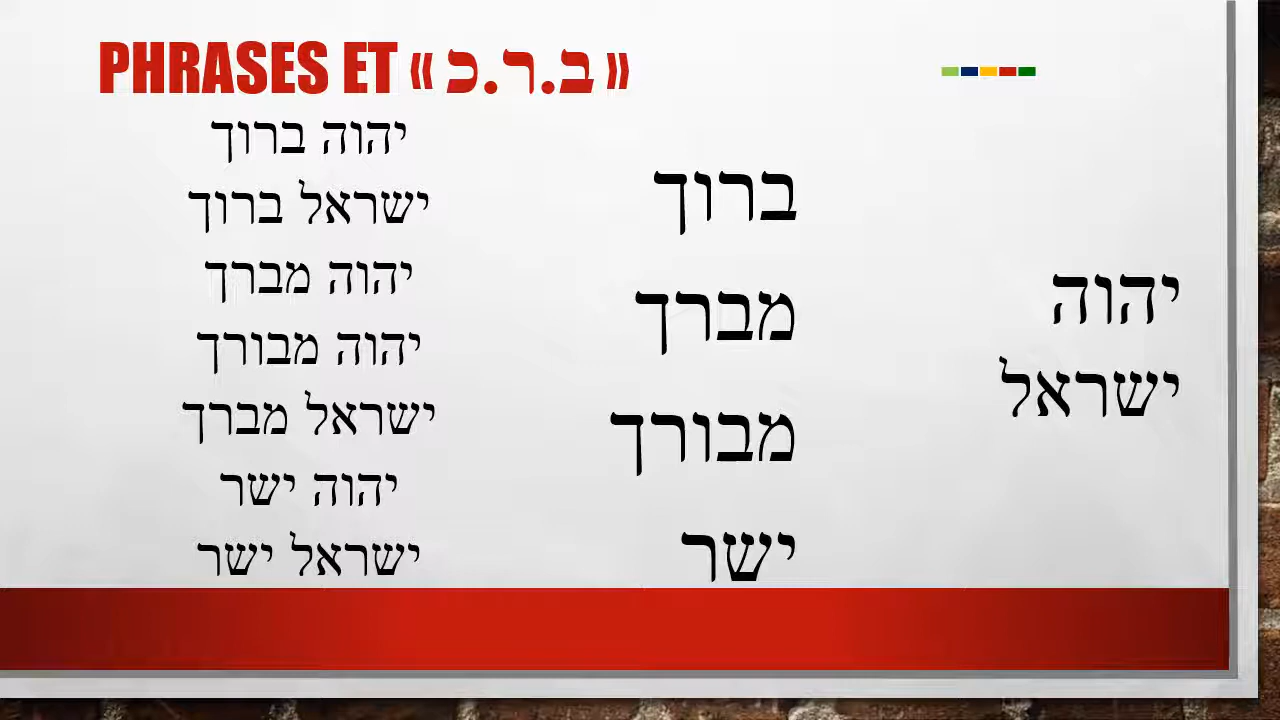 PHRASES ET « ב.ר.כ »
יהוה ברוך
ישראל ברוך
יהוה מברך
יהוה מבורך
ישראל מברך
יהוה ישר
ישראל ישר
ברוך
מברך
מבורך
ישר
יהוה
ישראל